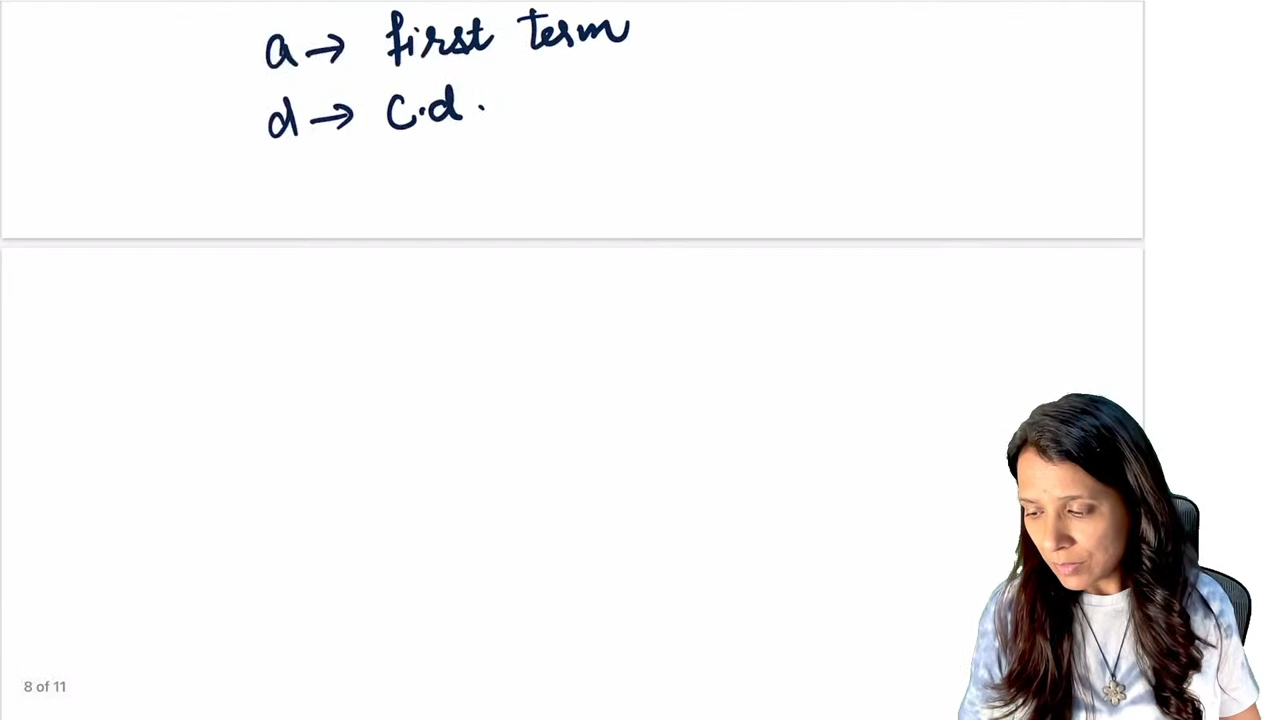 a → first term
d → c.d.
8 of 11